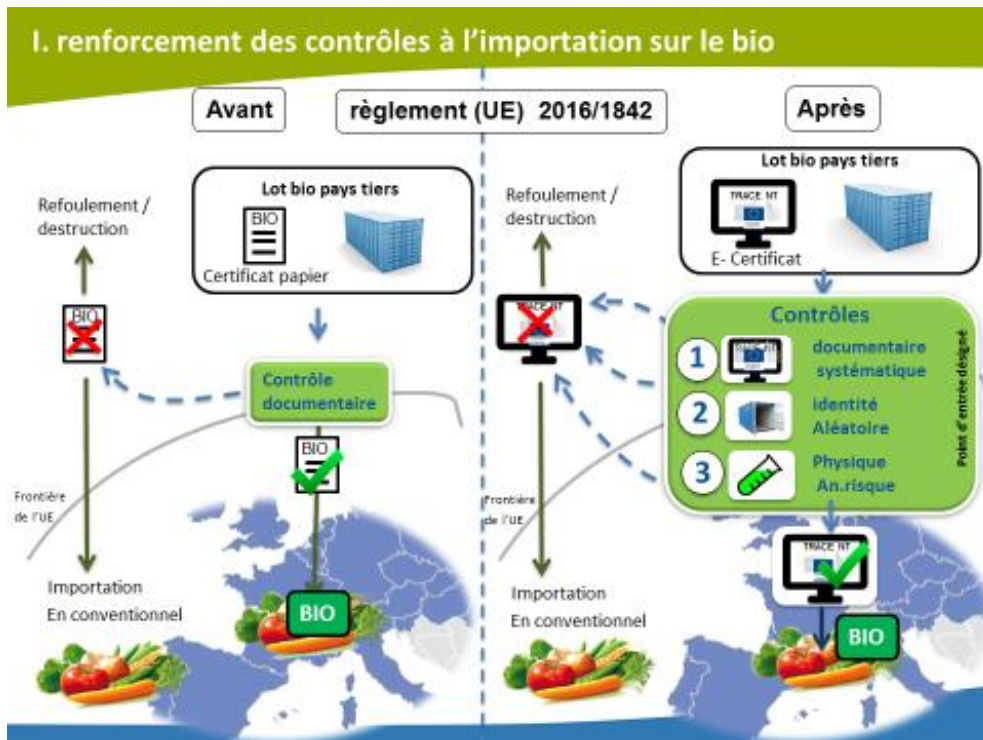 I. renforcement des contrôles à l'importation sur le bio
Avant
règlement (UE) 2016/1842
Après
Lot bio pays tiers
BIO
Certificat papier
Refoulement /
destruction
BIO
Contrôle
documentaire
BIO
Frontière
de l'UE
Importation
En conventionnel
BIO
Lot bio pays tiers
TRACE NT
E- Certificat
Refoulement /
destruction
TRACE NT
Contrôles
1
documentaire
systématique
2
identité
Aléatoire
3
Physique
An.risque
Point d'entrée désigné
Frontière
de l'UE
TRACE NT
Importation
En conventionnel
BIO